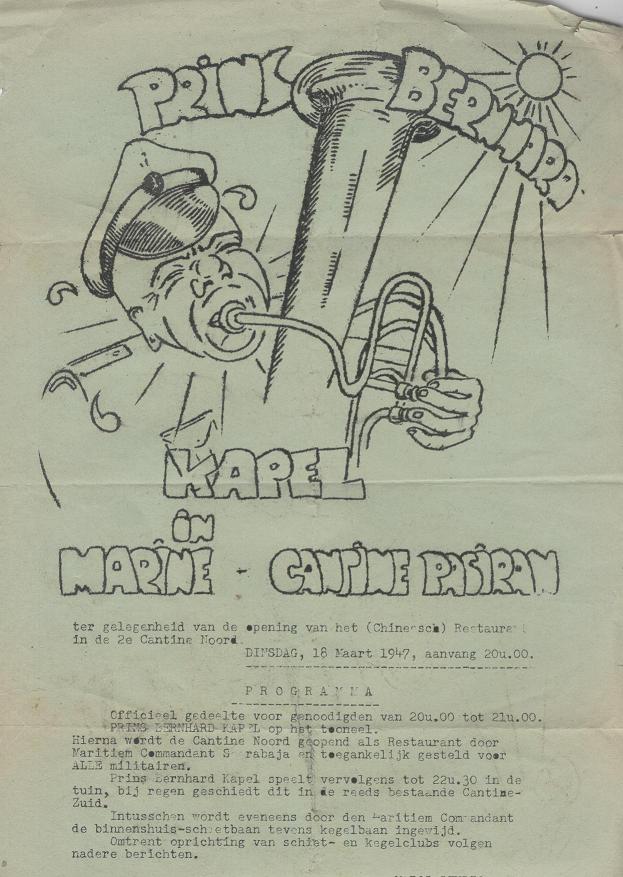 PRINS BERNHARD
KAPEL
in
MARINE - CANTINE PASIRAN
ter gelegenheid van de opening van het (Chineesch) Restaurant
in de 2e Cantine Noord.
DINSDAG, 18 Maart 1947, aanvang 20u.00.
PROGRAMMA
Officieel gedeelte voor genoodigden van 20u.00 tot 21u.00.
PRINS BERNHARD KAPEL op het tooneel.
Hierna wordt de Cantine Noord geopend als Restaurant door
Maritiem Commandant Soerabaja en toegankelijk gesteld voor
ALLE militairen.
Prins Bernhard Kapel speelt vervolgens tot 22u.30 in de
tuin, bij regen geschiedt dit in de reeds bestaande Cantine-
Zuid.
Intusschen wordt eveneens door den Maritiem Commandant
de binnenshuis-schietbaan tevens kegelbaan ingewijd.
Omtrent oprichting van schiet- en kegelclubs volgen
nadere berichten.